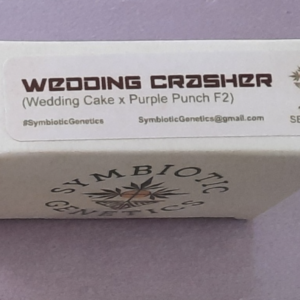 WEDDING CRASHER
(Wedding Cake x Purple Punch F2)
#SymbioticGenetics SymbioticGenetics@gmail.com
SYMBIOTIC
GENETICS